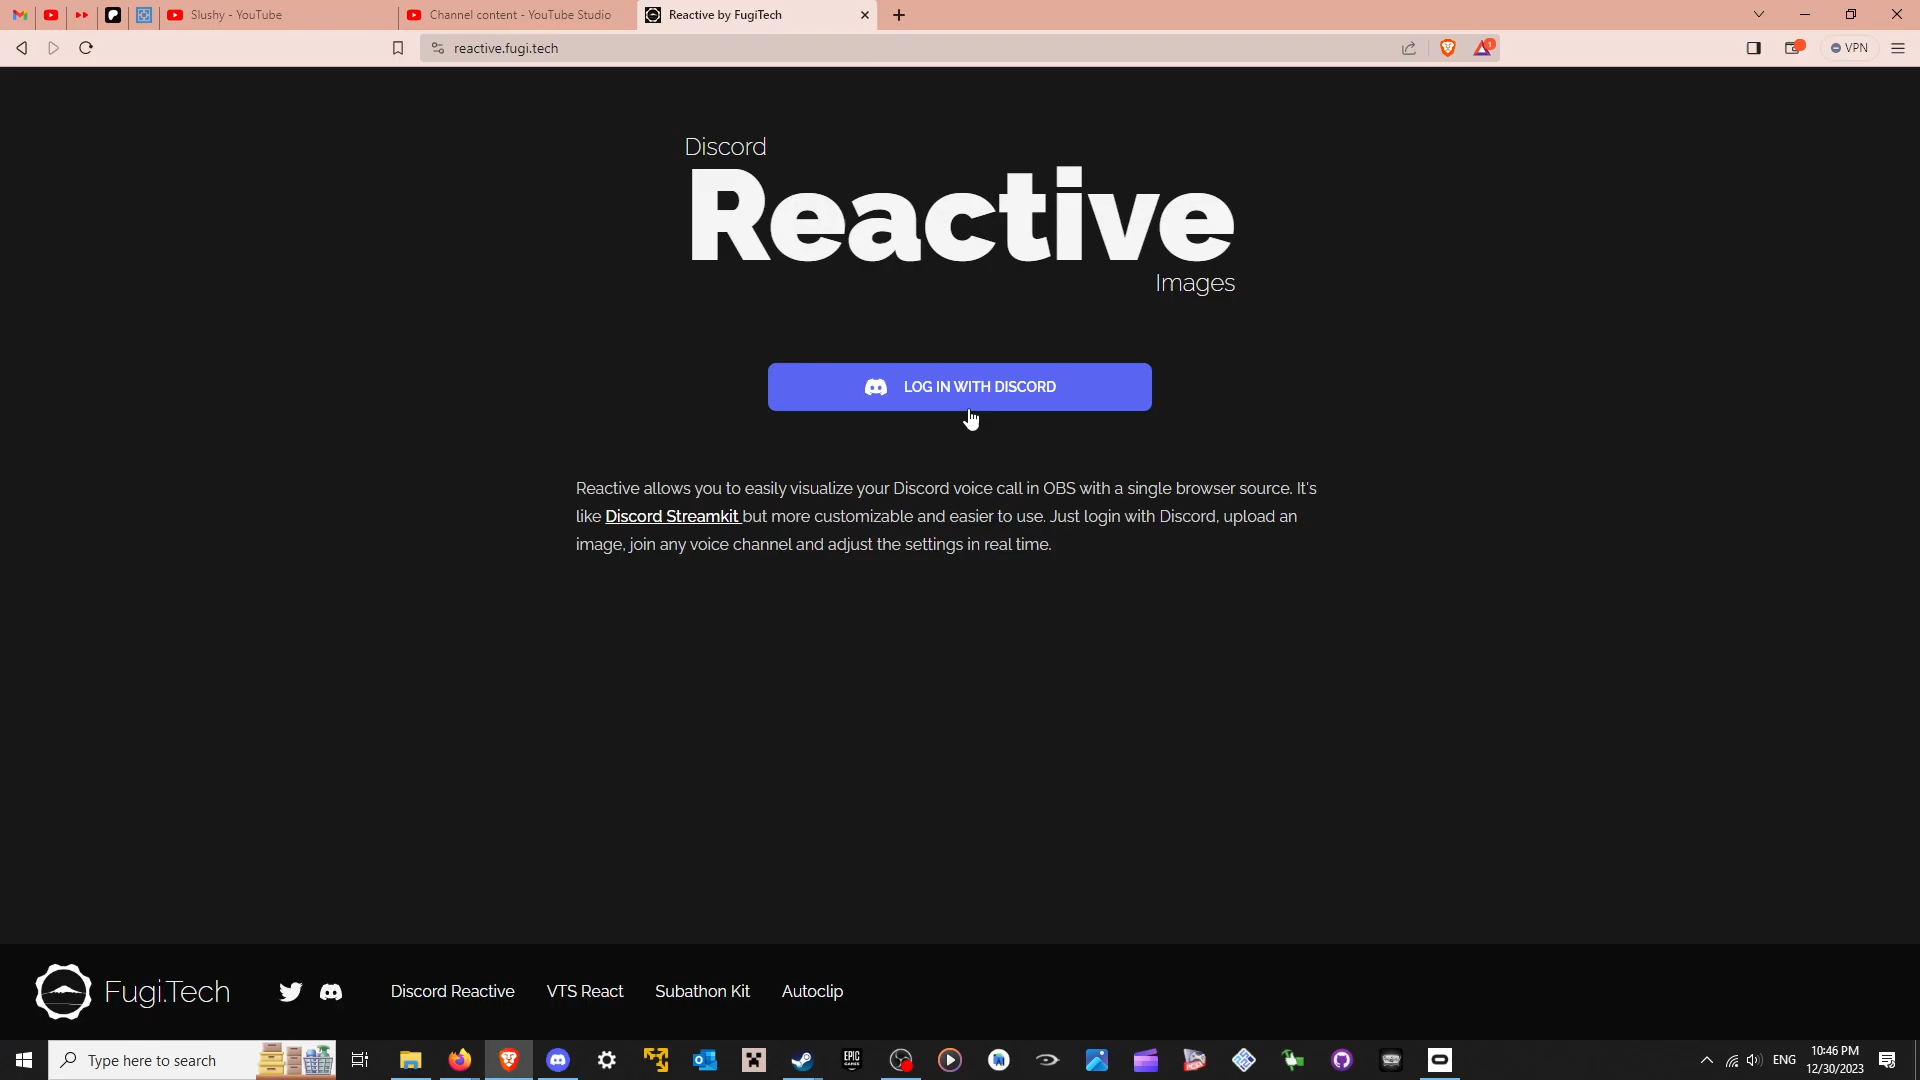 Slushy - YouTube
Channel content - YouTube Studio
Reactive by FugiTech
reactive.fugi.tech
1
VPN
Discord
Reactive
Images
LOG IN WITH DISCORD
Reactive allows you to easily visualize your Discord voice call in OBS with a single browser source. It's
like Discord Streamkit but more customizable and easier to use. Just login with Discord, upload an
image, join any voice channel and adjust the settings in real time.
Fugi.Tech
Discord Reactive
VTS React
Subathon Kit
Autoclip
Type here to search
EPIC
GAMES
ENG
10:46 PM
12/30/2023